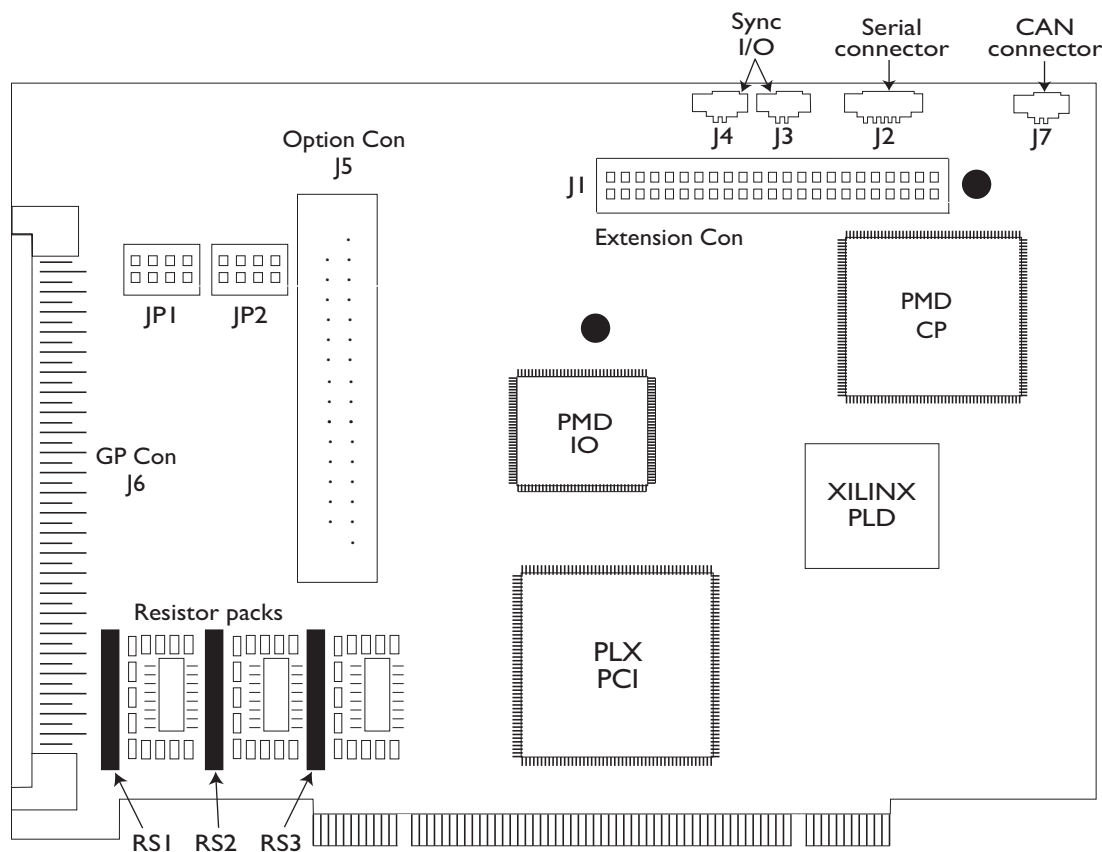 Sync
I/O
Serial
connector
CAN
connector
J4
J3
J2
J7
Option Con
J5
J1
Extension Con
JP1
JP2
PMD
CP
PMD
IO
GP Con
J6
XILINX
PLD
Resistor packs
PLX
PCI
RS1
RS2
RS3